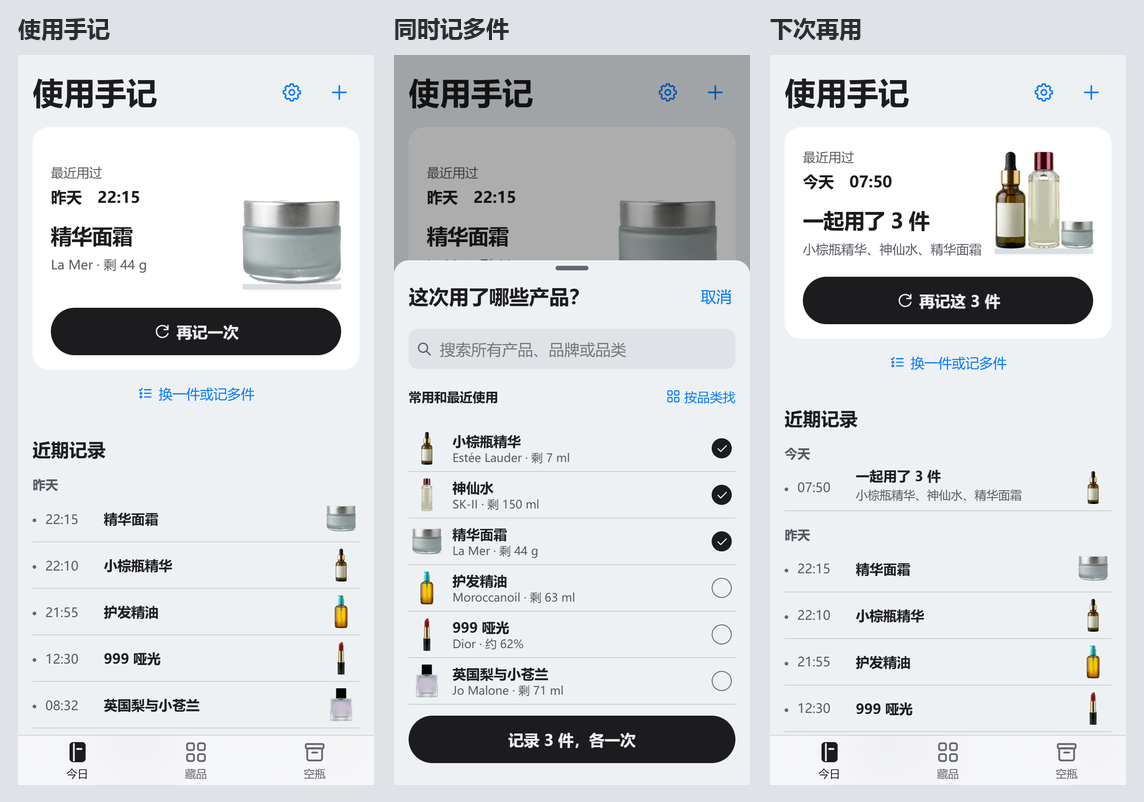 使用手记
使用手记
最近用过
昨天 22:15
精华面霜
La Mer · 剩 44 g
再记一次
换一件或记多件
近期记录
昨天
22:15 精华面霜
22:10 小棕瓶精华
21:55 护发精油
12:30 999 哑光
08:32 英国梨与小苍兰
今日 藏品 空瓶
同时记多件
使用手记
最近用过
昨天 22:15
精华面霜
这次用了哪些产品？
取消
搜索所有产品、品牌或品类
常用和最近使用
按品类找
小棕瓶精华
Estée Lauder · 剩 7 ml
神仙水
SK-II · 剩 150 ml
精华面霜
La Mer · 剩 44 g
护发精油
Moroccanoil · 剩 63 ml
999 哑光
Dior · 约 62%
英国梨与小苍兰
Jo Malone · 剩 71 ml
记录 3 件，各一次
下次再用
使用手记
最近用过
今天 07:50
一起用了 3 件
小棕瓶精华、神仙水、精华面霜
再记这 3 件
换一件或记多件
近期记录
今天
07:50 一起用了 3 件
小棕瓶精华、神仙水、精华面霜
昨天
22:15 精华面霜
22:10 小棕瓶精华
21:55 护发精油
12:30 999 哑光
今日 藏品 空瓶